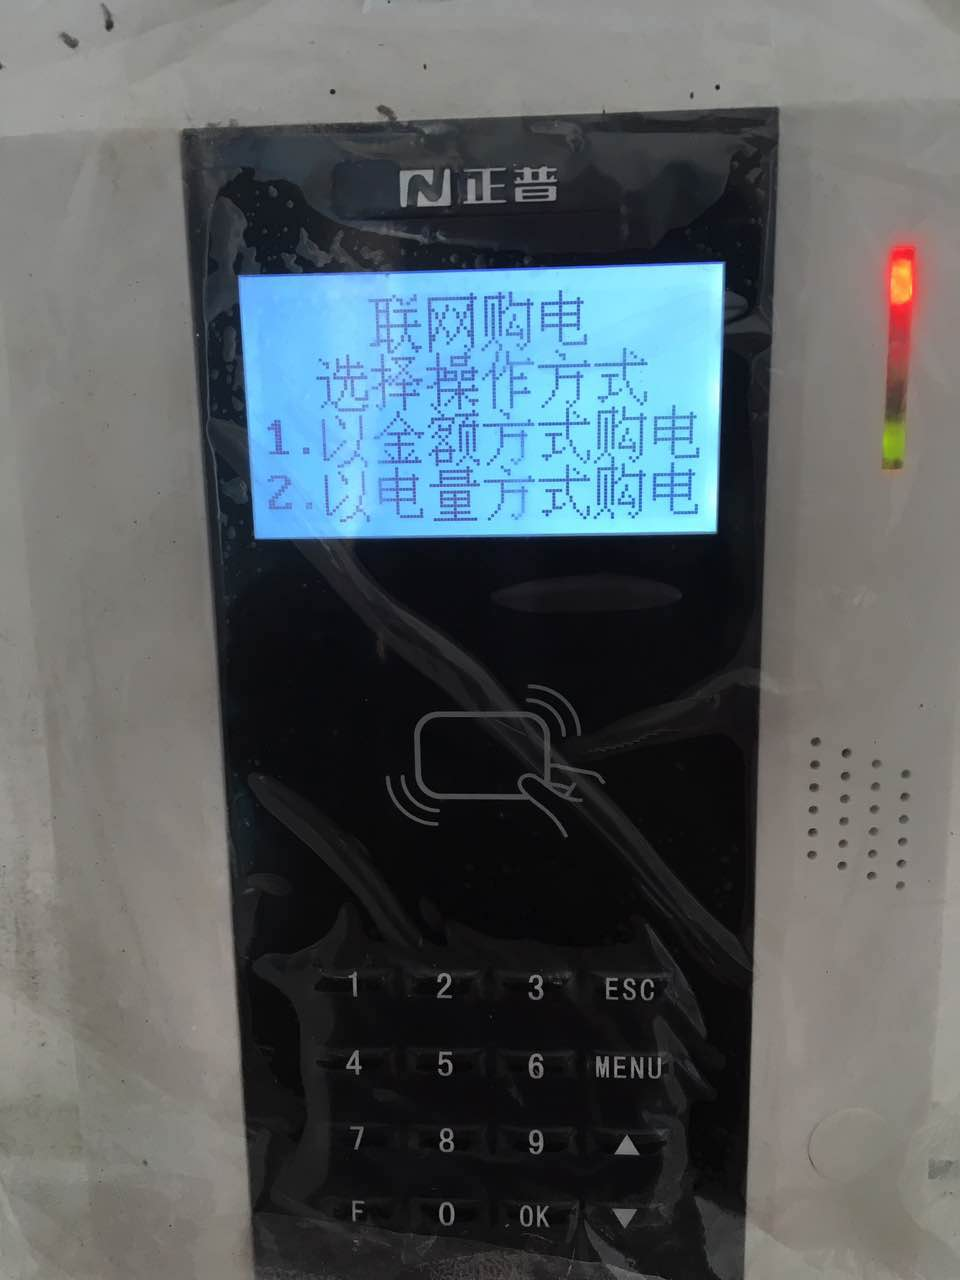 正普
联网购电
选择操作方式
1.以金额方式购电
2.以电量方式购电
1 2 3 ESC
4 5 6 MENU
7 8 9 ▲
F 0 OK ▼